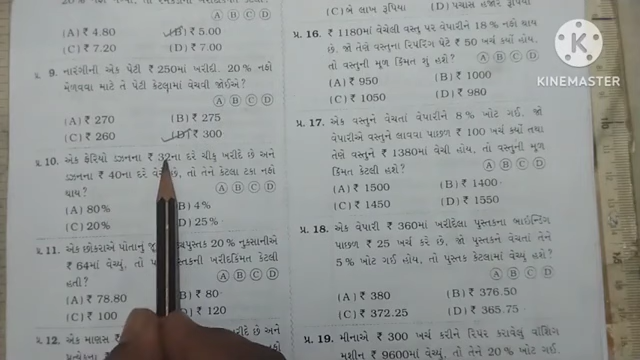 Ⓐ Ⓑ Ⓒ Ⓓ
(A) ₹ 4.80 (B) ₹ 5.00
(C) ₹ 7.20 (D) ₹ 7.00
પ્ર. 9. નારંગીની એક પેટી ₹ 250માં ખરીદી. 20% નફો
મેળવવા માટે તે પેટી કેટલામાં વેચવી જોઈએ?
Ⓐ Ⓑ Ⓒ Ⓓ
(A) ₹ 270 (B) ₹ 275
(C) ₹ 260 (D) ₹ 300
પ્ર. 10. એક ફેરિયો ડઝનના ₹ 32ના દરે ચીકુ ખરીદે છે અને
ડઝનના ₹ 40ના દરે છે, તો તેને કેટલા ટકા નફો
થાય? Ⓐ Ⓑ Ⓒ Ⓓ
(A) 80% (B) 4%
(C) 20% (D) 25%
પ્ર. 11. એક છોકરાએ પોતાનું 20% નુકસાનીએ
₹ 64માં વેચ્યું, તો ખરીદકિંમત કેટલી
હતી? Ⓐ Ⓑ Ⓒ Ⓓ
(A) ₹ 78.80 (B) ₹ 80
(C) ₹ 100 ₹ 120
પ્ર. 12. એક માણસ ખરીદે છે અને
(C) બે લાખ રૂપિયા (D) પચાસ હજાર રૂપિયા
પ્ર. 16. ₹ 1180માં વેચેલી વસ્તુ પર વેપારીને 18% નફો થાય
છે. જો તેણે વસ્તુના રિપેરિંગ પેટે ₹ 50 ખર્ચ કર્યો હોય,
તો વસ્તુની મૂળ કિંમત શું હશે? Ⓐ Ⓑ Ⓒ Ⓓ
(A) ₹ 950 (B) ₹ 1000
(C) ₹ 1050 (D) ₹ 980
પ્ર. 17. એક વસ્તુને વેચતાં વેપારીને 8% ખોટ ગઈ. જો
વેપારીએ વસ્તુને લાવવા પાછળ ₹ 100 ખર્ચ કર્યો તથા
તેણે વસ્તુને ₹ 1380માં વેચી હોય, તો વસ્તુની મૂળ
કિંમત કેટલી હશે? Ⓐ Ⓑ Ⓒ Ⓓ
(A) ₹ 1500 (B) ₹ 1400
(C) ₹ 1450 (D) ₹ 1550
પ્ર. 18. એક વેપારી ₹ 360માં ખરીદેલા પુસ્તકના બાઇન્ડિંગ
પાછળ ₹ 25 ખર્ચ કરે છે. જો પુસ્તકને વેચતાં તેને
5% ખોટ ગઈ હોય, તો પુસ્તક કેટલામાં વેચ્યું હશે?
Ⓐ Ⓑ Ⓒ Ⓓ
(A) ₹ 380 (B) ₹ 376.50
(C) ₹ 372.25 (D) ₹ 365.75
પ્ર. 19. મીનાએ ₹ 300 ખર્ચ કરીને રિપેર કરાવેલું વૉશિંગ
મશીન ₹ 9600માં વેચ્યું, તો તેને 20% ખોટ ગઈ.
KINEMASTER